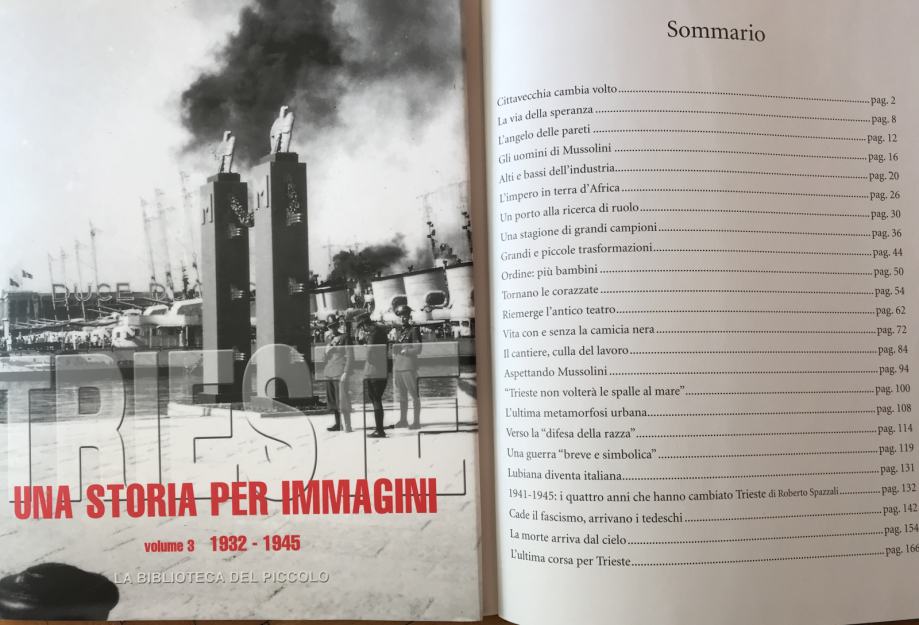 M
M
DUCE
TRIESTE
UNA STORIA PER IMMAGINI
volume 3 1932 - 1945
LA BIBLIOTECA DEL PICCOLO
Sommario
Cittavecchia cambia volto........pag. 2
La via della speranza........pag. 8
L'angelo delle pareti........pag. 12
Gli uomini di Mussolini........pag. 16
Alti e bassi dell'industria........pag. 20
L'impero in terra d'Africa........pag. 26
Un porto alla ricerca di ruolo........pag. 30
Una stagione di grandi campioni........pag. 36
Grandi e piccole trasformazioni........pag. 44
Ordine: più bambini........pag. 50
Tornano le corazzate........pag. 54
Riemerge l'antico teatro........pag. 62
Vita con e senza la camicia nera........pag. 72
Il cantiere, culla del lavoro........pag. 84
Aspettando Mussolini........pag. 94
"Trieste non volterà le spalle al mare"........pag. 100
L'ultima metamorfosi urbana........pag. 108
Verso la "difesa della razza"........pag. 114
Una guerra "breve e simbolica"........pag. 119
Lubiana diventa italiana........pag. 131
1941-1945: i quattro anni che hanno cambiato Trieste di Roberto Spazzali........pag. 132
Cade il fascismo, arrivano i tedeschi........pag. 142
La morte arriva dal cielo........pag. 154
L'ultima corsa per Trieste........pag. 166